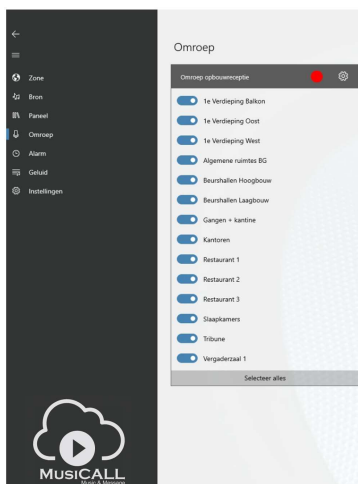 Omroep
Zone
Bron
Paneel
Omroep
Alarm
Geluid
Instellingen
Omroep opbouwreceptie
1e Verdieping Balkon
1e Verdieping Oost
1e Verdieping West
Algemene ruimtes BG
Beurshallen Hoogbouw
Beurshallen Laagbouw
Gangen + kantine
Kantoren
Restaurant 1
Restaurant 2
Restaurant 3
Slaapkamers
Tribune
Vergaderzaal 1
Selecteer alles
MUSiCALL
Music & Message